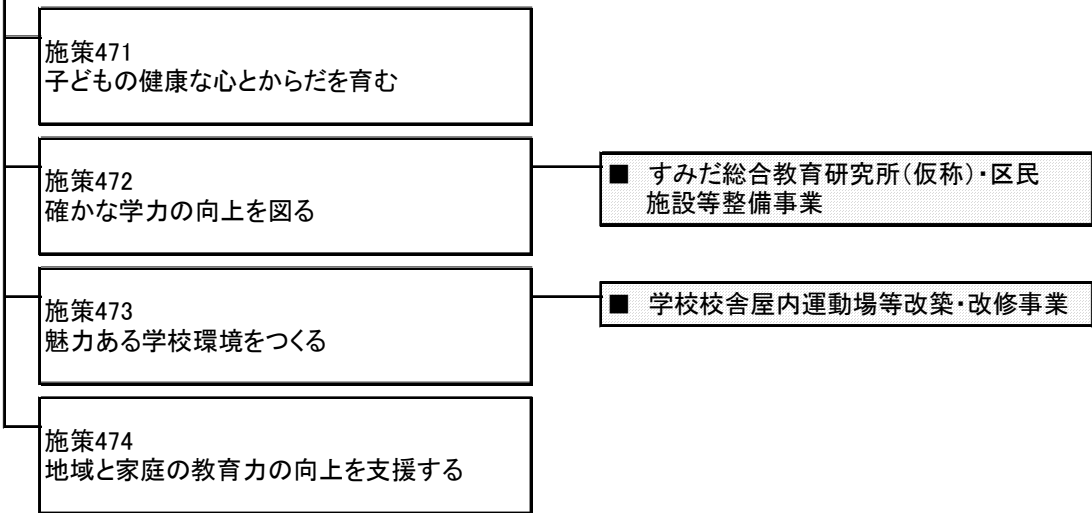 施策471
子どもの健康な心とからだを育む
施策472
確かな学力の向上を図る
■ すみだ総合教育研究所(仮称)・区民
施設等整備事業
施策473
魅力ある学校環境をつくる
■ 学校校舎屋内運動場等改築・改修事業
施策474
地域と家庭の教育力の向上を支援する